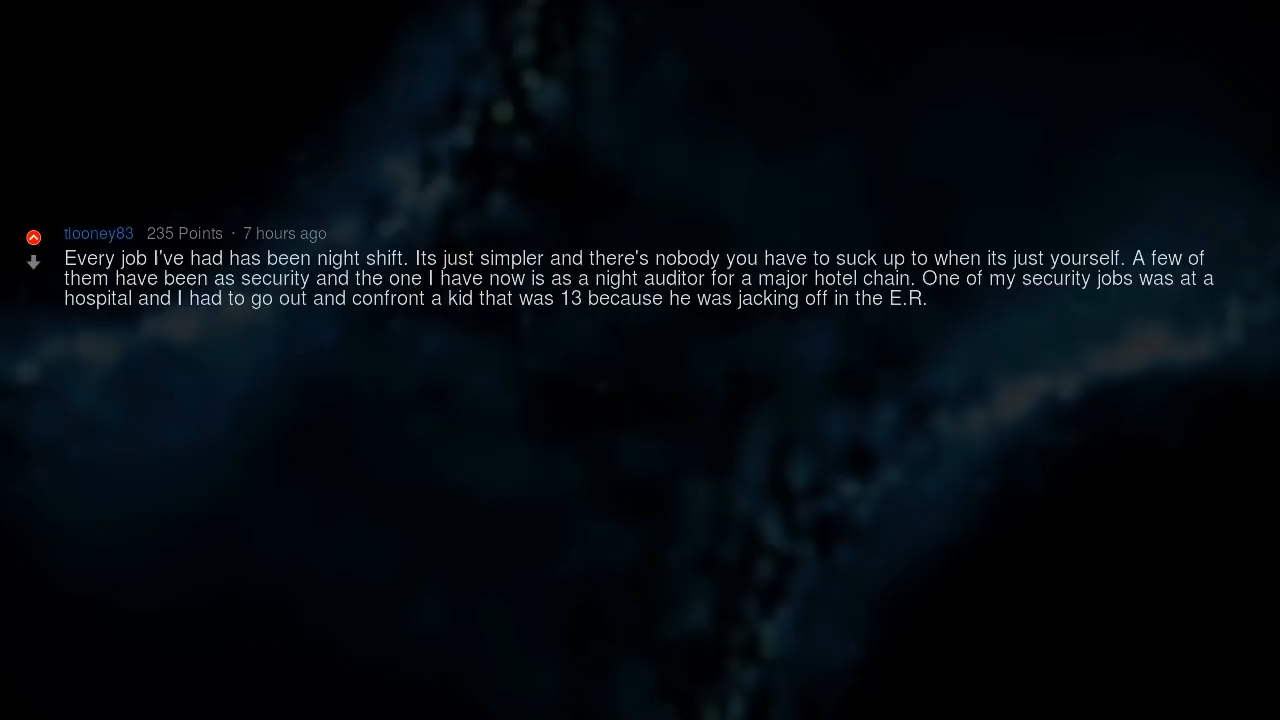 tlooney83 235 Points · 7 hours ago
Every job I've had has been night shift. Its just simpler and there's nobody you have to suck up to when its just yourself. A few of
them have been as security and the one I have now is as a night auditor for a major hotel chain. One of my security jobs was at a
hospital and I had to go out and confront a kid that was 13 because he was jacking off in the E.R.